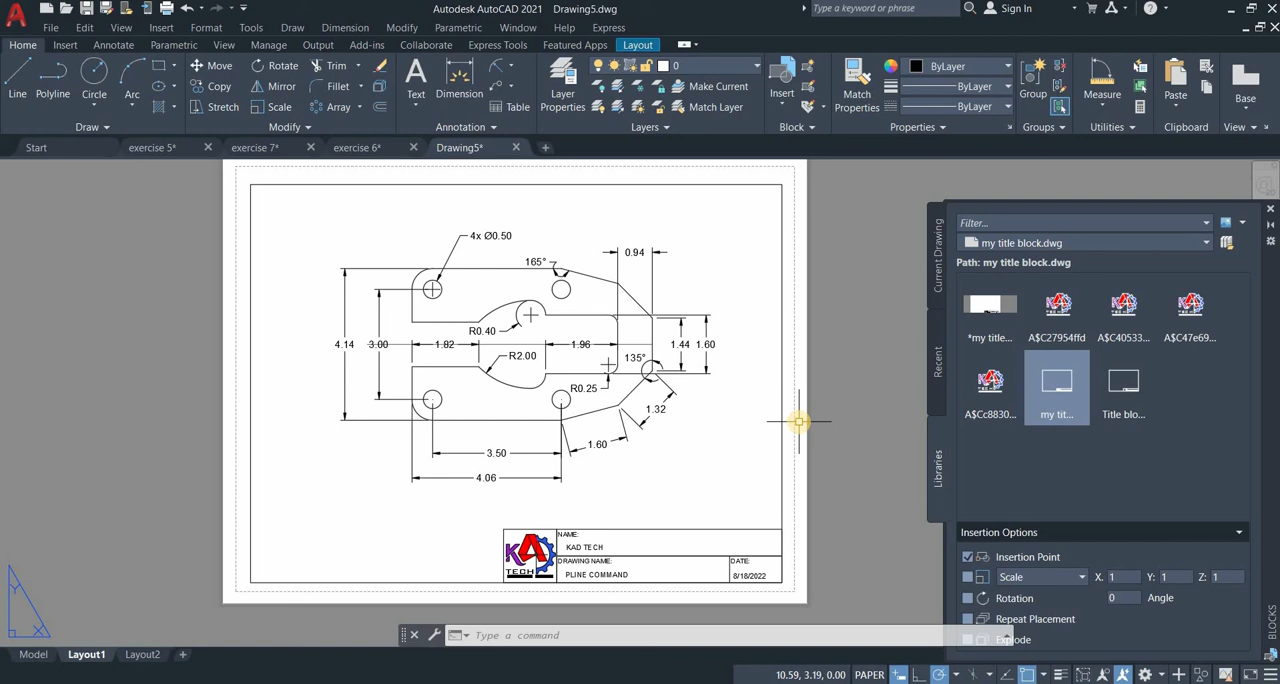 Autodesk AutoCAD 2021 Drawing5.dwg
Type a keyword or phrase
Sign In
File Edit View Insert Format Tools Draw Dimension Modify Parametric Window Help Express
Home Insert Annotate Parametric View Manage Output Add-ins Collaborate Express Tools Featured Apps Layout
Line Polyline Circle Arc
Move Rotate Trim
Copy Mirror Fillet
Stretch Scale Array
Text Dimension
Table
Layer
Properties
0
Make Current
Match Layer
Insert
Match
Properties
ByLayer
ByLayer
ByLayer
Group
Measure
Paste
Base
Draw Modify Annotation Layers Block Properties Groups Utilities Clipboard View
Start exercise 5* exercise 7* exercise 6* Drawing5*
4x Ø0.50
165°
0.94
R0.40
4.14 3.00 1.82 1.96 1.44 1.60
R2.00
135°
R0.25
1.32
1.60
3.50
4.06
KA
TECH
NAME:
KAD TECH
DRAWING NAME:
PLINE COMMAND
DATE:
8/18/2022
Current Drawing
Recent
Libraries
BLOCKS
Filter...
my title block.dwg
Path: my title block.dwg
*my title... A$C27954ffd A$C40533... A$C47e69...
A$Cc8830... my tit... Title blo...
Insertion Options
Insertion Point
Scale X. 1 Y: 1 Z: 1
Rotation 0 Angle
Repeat Placement
Explode
Y
X
Type a command
Model Layout1 Layout2
10.59, 3.19, 0.00 PAPER